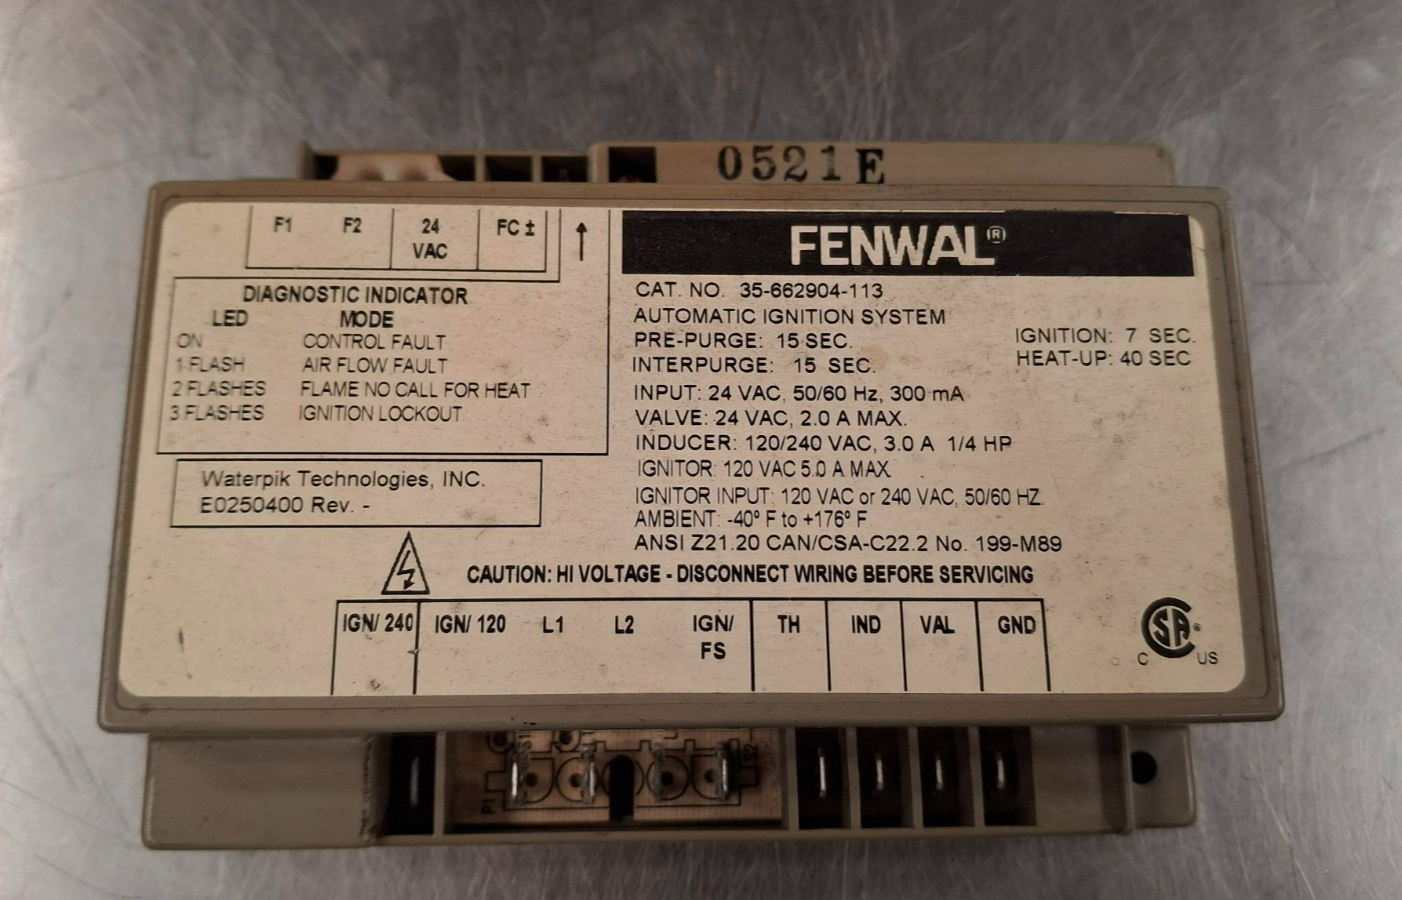 0521E
F1 F2 24 VAC FC ± ↑
DIAGNOSTIC INDICATOR
LED MODE
ON CONTROL FAULT
1 FLASH AIR FLOW FAULT
2 FLASHES FLAME NO CALL FOR HEAT
3 FLASHES IGNITION LOCKOUT
Waterpik Technologies, INC.
E0250400 Rev. -
FENWAL®
CAT. NO. 35-662904-113
AUTOMATIC IGNITION SYSTEM
PRE-PURGE: 15 SEC. IGNITION: 7 SEC.
INTERPURGE: 15 SEC. HEAT-UP: 40 SEC
INPUT: 24 VAC, 50/60 Hz, 300 mA
VALVE: 24 VAC, 2.0 A MAX.
INDUCER: 120/240 VAC, 3.0 A 1/4 HP
IGNITOR: 120 VAC 5.0 A MAX.
IGNITOR INPUT: 120 VAC or 240 VAC, 50/60 HZ.
AMBIENT: -40º F to +176º F
ANSI Z21.20 CAN/CSA-C22.2 No. 199-M89
CAUTION: HI VOLTAGE - DISCONNECT WIRING BEFORE SERVICING
IGN/ 240 IGN/ 120 L1 L2 IGN/ FS TH IND VAL GND
CSA®
C US
P1